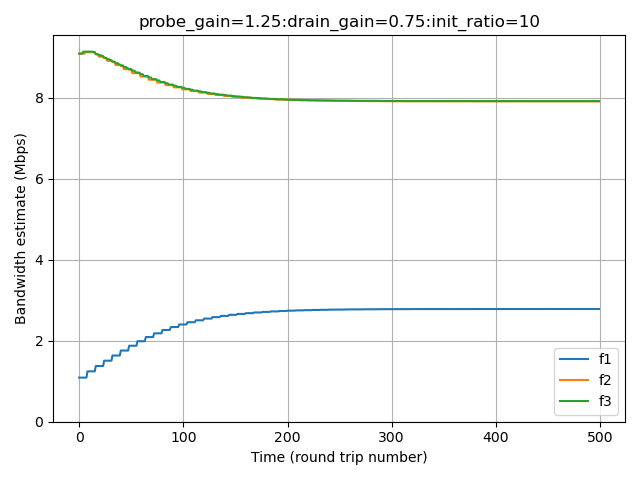 probe_gain=1.25:drain_gain=0.75:init_ratio=10
Bandwidth estimate (Mbps)
8
6
4
2
0
f1
f2
f3
0 100 200 300 400 500
Time (round trip number)